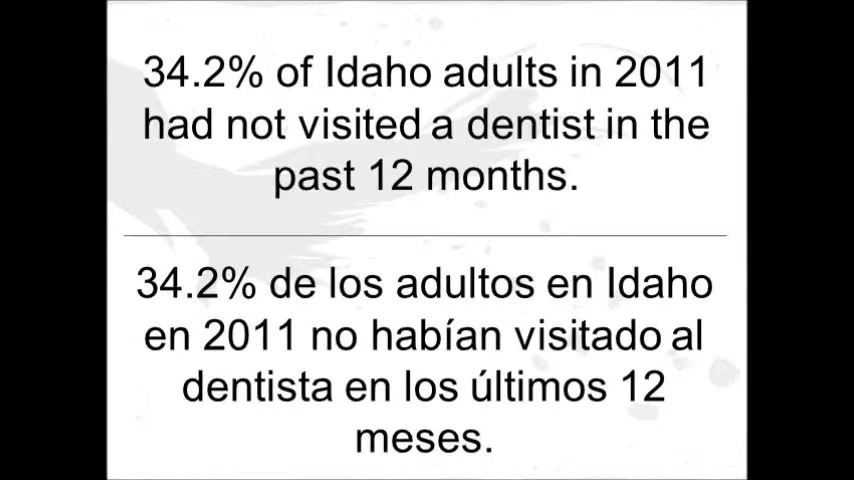 34.2% of Idaho adults in 2011
had not visited a dentist in the
past 12 months.
34.2% de los adultos en Idaho
en 2011 no habían visitado al
dentista en los últimos 12
meses.